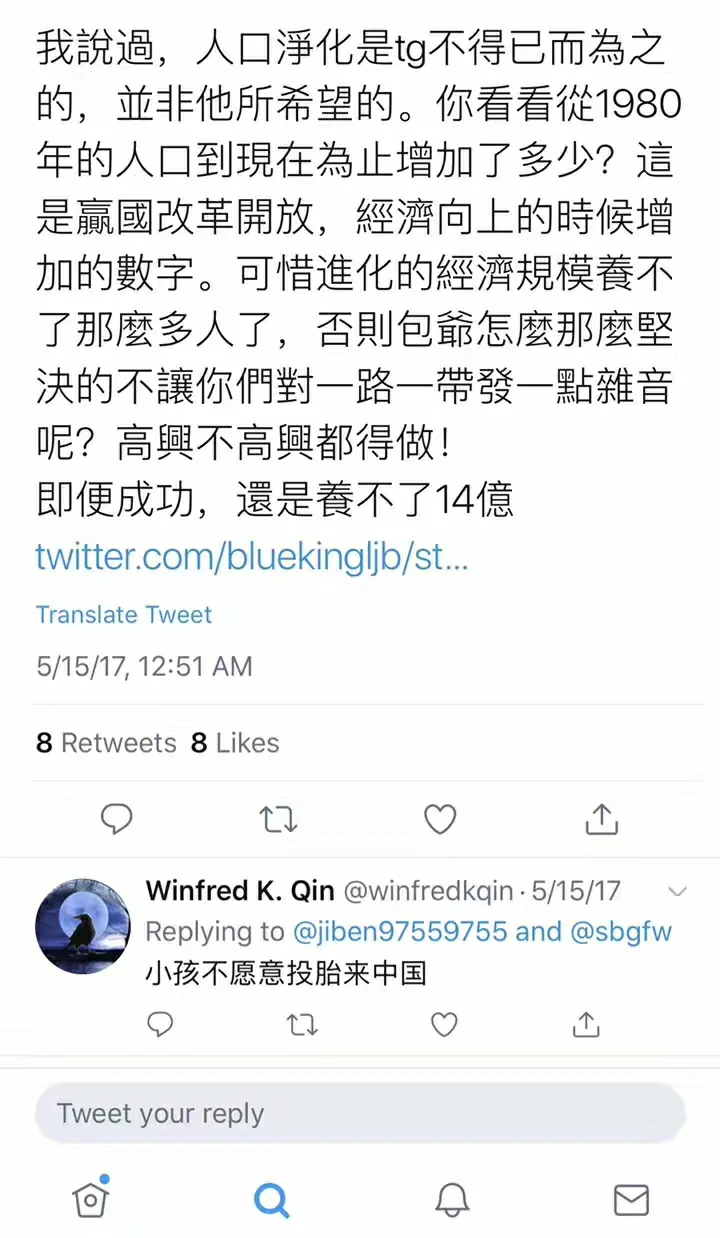 我說過，人口淨化是tg不得已而為之
的，並非他所希望的。你看看從1980
年的人口到現在為止增加了多少？這
是贏國改革開放，經濟向上的時候增
加的數字。可惜進化的經濟規模養不
了那麼多人了，否則包爺怎麼那麼堅
決的不讓你們對一路一帶發一點雜音
呢？高興不高興都得做！
即便成功，還是養不了14億
twitter.com/bluekingljb/st...
Translate Tweet
5/15/17, 12:51 AM
8 Retweets 8 Likes
Winfred K. Qin @winfredkqin · 5/15/17
Replying to @jiben97559755 and @sbgfw
小孩不愿意投胎来中国
Tweet your reply